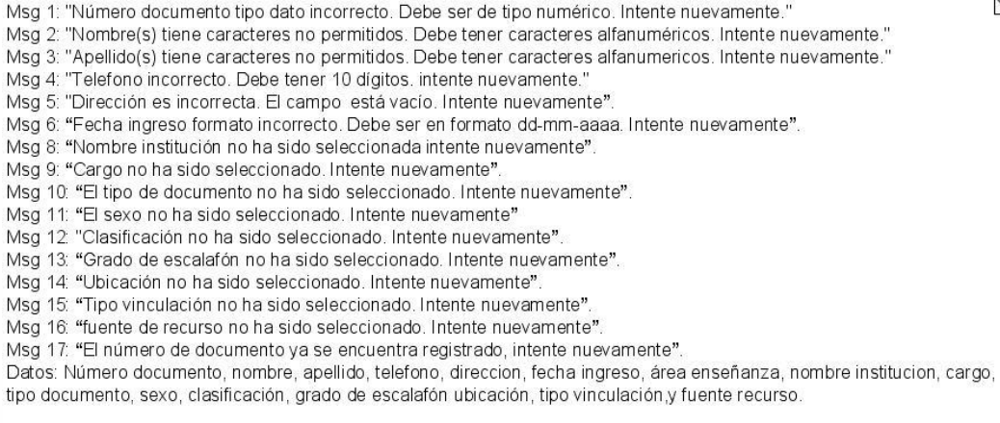 Msg 1: "Número documento tipo dato incorrecto. Debe ser de tipo numérico. Intente nuevamente."
Msg 2: "Nombre(s) tiene caracteres no permitidos. Debe tener caracteres alfanuméricos. Intente nuevamente."
Msg 3: "Apellido(s) tiene caracteres no permitidos. Debe tener caracteres alfanumericos. Intente nuevamente."
Msg 4: "Telefono incorrecto. Debe tener 10 dígitos. intente nuevamente."
Msg 5: "Dirección es incorrecta. El campo  está vacío. Intente nuevamente”.
Msg 6: “Fecha ingreso formato incorrecto. Debe ser en formato dd-mm-aaaa. Intente nuevamente”.
Msg 8: “Nombre institución no ha sido seleccionada intente nuevamente”.
Msg 9: “Cargo no ha sido seleccionado. Intente nuevamente”.
Msg 10: “El tipo de documento no ha sido seleccionado. Intente nuevamente”.
Msg 11: “El sexo no ha sido seleccionado. Intente nuevamente”
Msg 12: "Clasificación no ha sido seleccionado. Intente nuevamente”.
Msg 13: “Grado de escalafón no ha sido seleccionado. Intente nuevamente”.
Msg 14: “Ubicación no ha sido seleccionado. Intente nuevamente”.
Msg 15: “Tipo vinculación no ha sido seleccionado. Intente nuevamente”.
Msg 16: “fuente de recurso no ha sido seleccionado. Intente nuevamente”.
Msg 17: “El número de documento ya se encuentra registrado, intente nuevamente”.
Datos: Número documento, nombre, apellido, telefono, direccion, fecha ingreso, área enseñanza, nombre institucion, cargo,
tipo documento, sexo, clasificación, grado de escalafón ubicación, tipo vinculación,y fuente recurso.